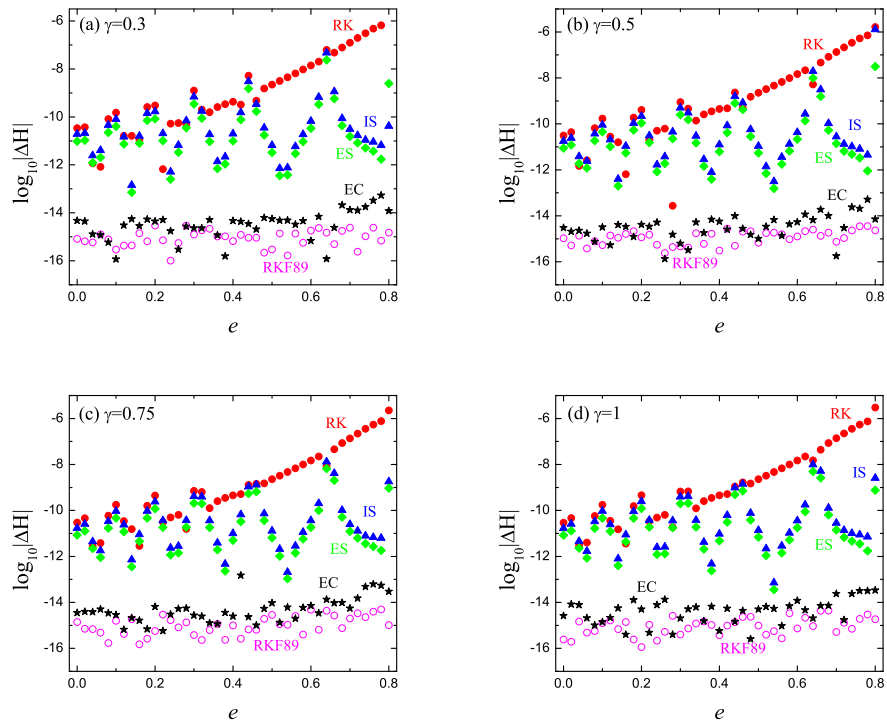 (a) γ=0.3
RK
IS
ES
EC
RKF89
log₁₀|ΔH|
-6
-8
-10
-12
-14
-16
0.0 0.2 0.4 0.6 0.8
e
(b) γ=0.5
RK
IS
ES
EC
RKF89
log₁₀|ΔH|
-6
-8
-10
-12
-14
-16
0.0 0.2 0.4 0.6 0.8
e
(c) γ=0.75
RK
IS
ES
EC
RKF89
log₁₀|ΔH|
-6
-8
-10
-12
-14
-16
0.0 0.2 0.4 0.6 0.8
e
(d) γ=1
RK
IS
ES
EC
RKF89
log₁₀|ΔH|
-6
-8
-10
-12
-14
-16
0.0 0.2 0.4 0.6 0.8
e